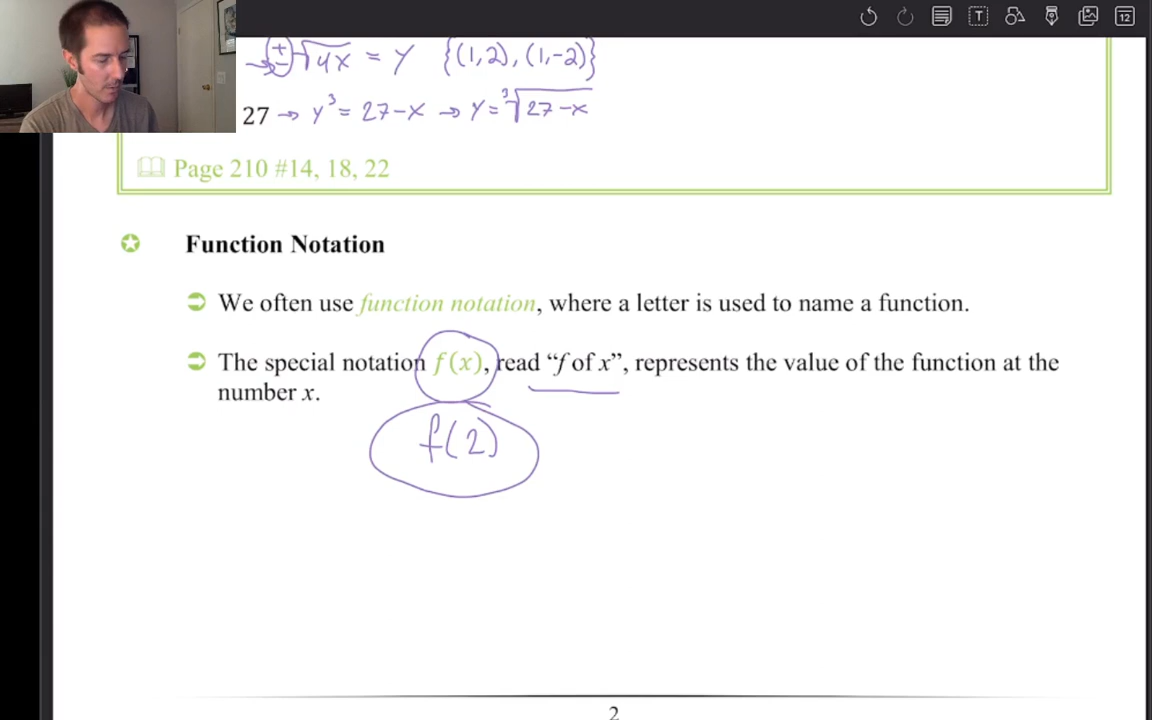 12
±√4x = y {(1,2), (1,-2)}
27 → y³ = 27-x → y = ∛27-x
Page 210 #14, 18, 22
Function Notation
We often use function notation, where a letter is used to name a function.
The special notation f(x), read “f of x”, represents the value of the function at the
number x.
f(2)
2